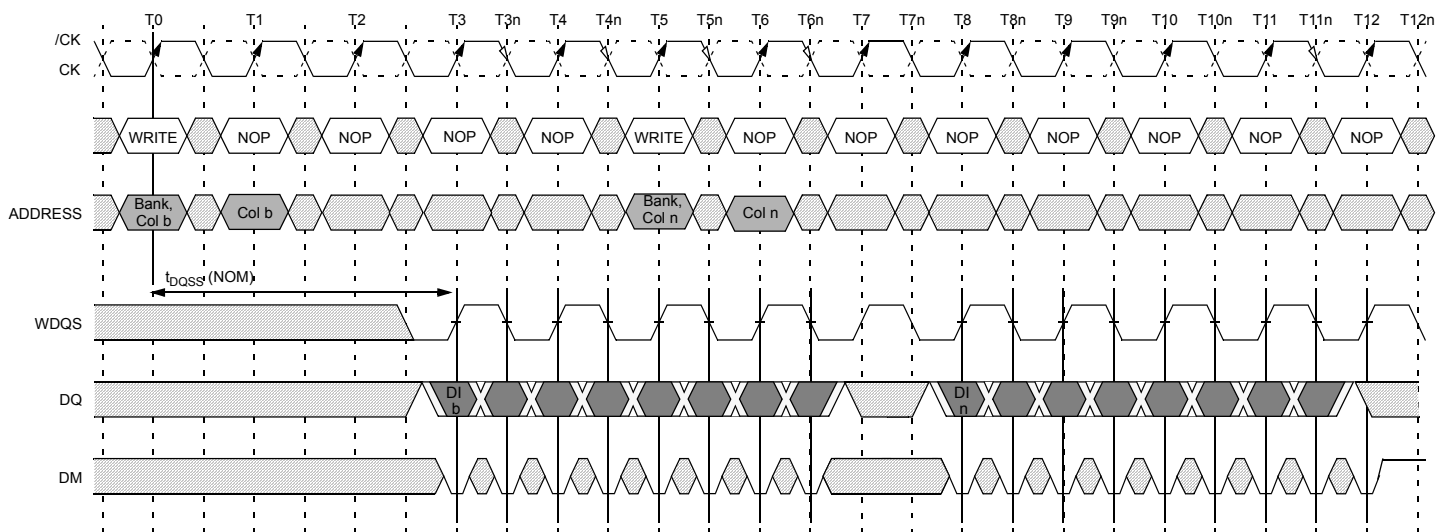 T0 T1 T2 T3 T3n T4 T4n T5 T5n T6 T6n T7 T7n T8 T8n T9 T9n T10 T10n T11 T11n T12 T12n
/CK
CK
WRITE NOP NOP NOP NOP WRITE NOP NOP NOP NOP NOP NOP NOP
Bank, Bank,
ADDRESS Col b Col b Col n Col n
tDQSS (NOM)
WDQS
DI DI
DQ b n
DM